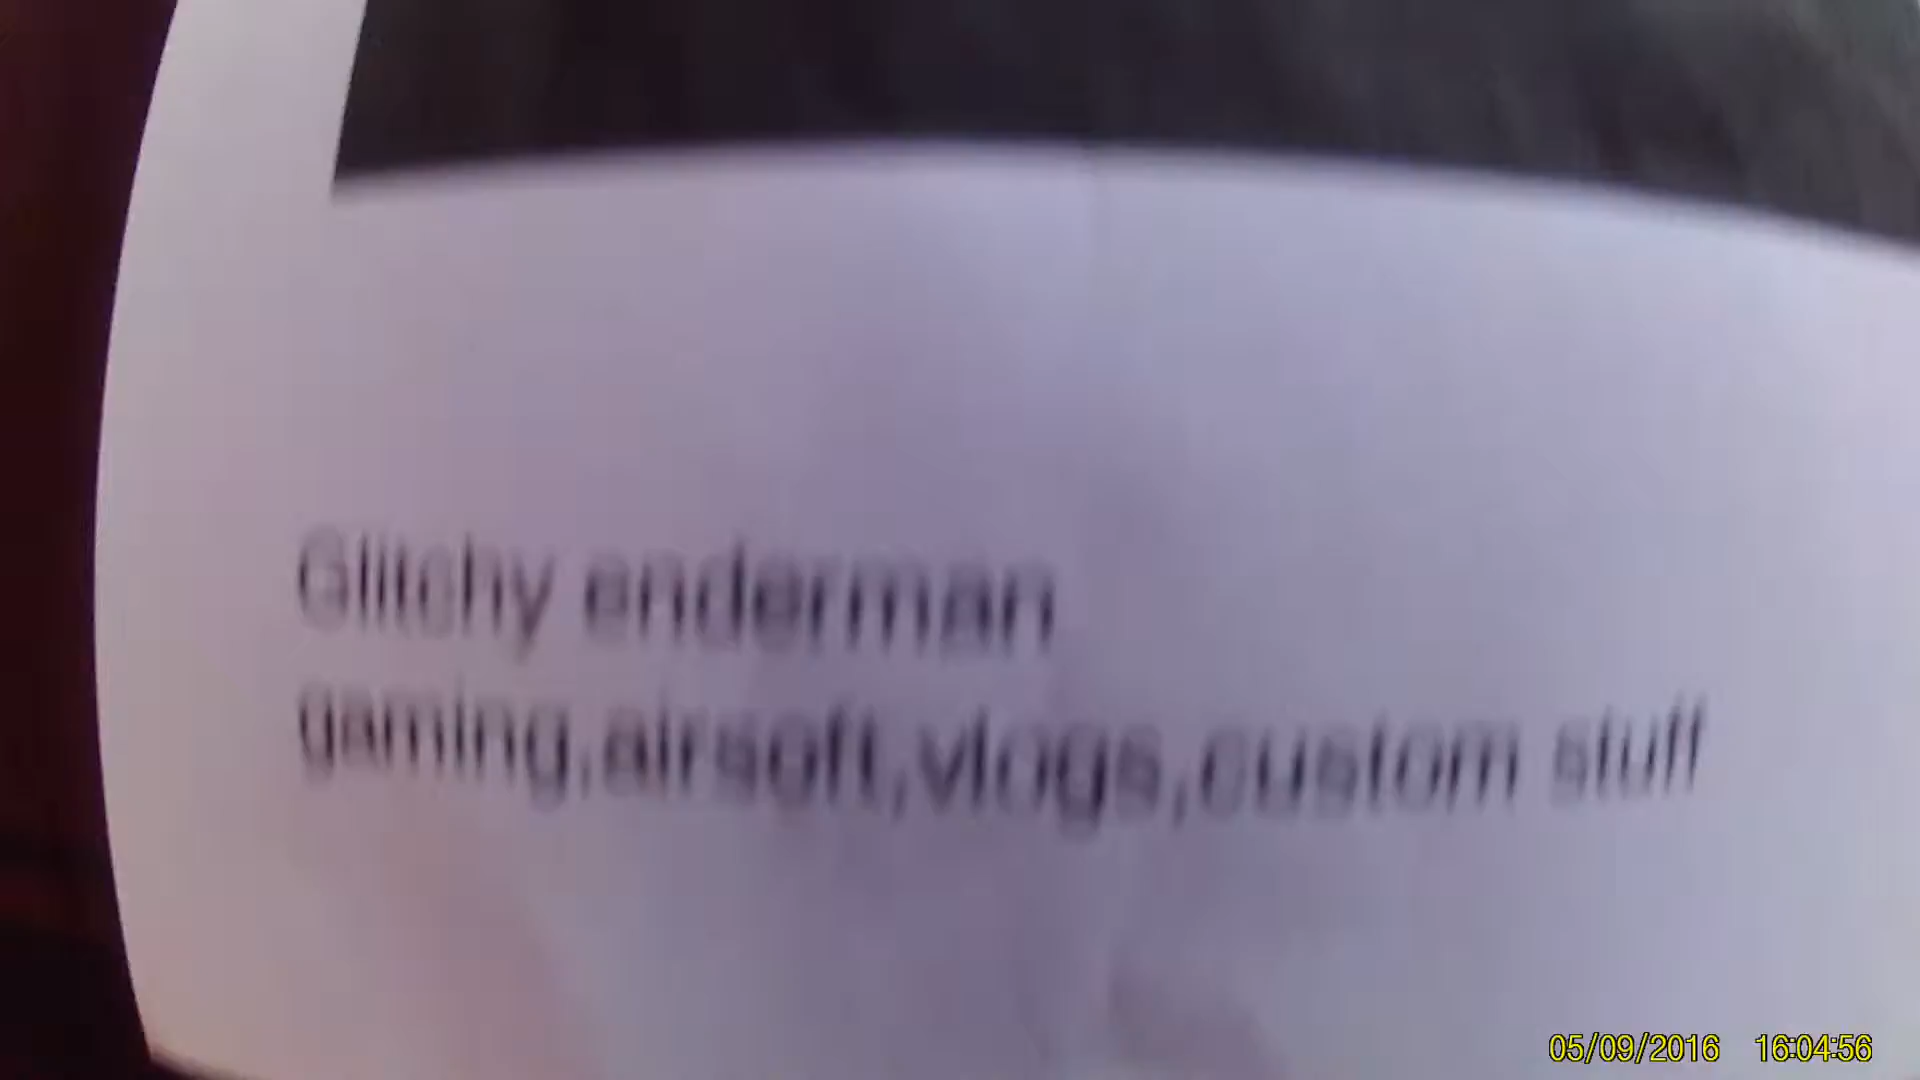 Glitchy enderman
gaming,airsoft,vlogs,custom stuff
05/09/2016 16:04:56